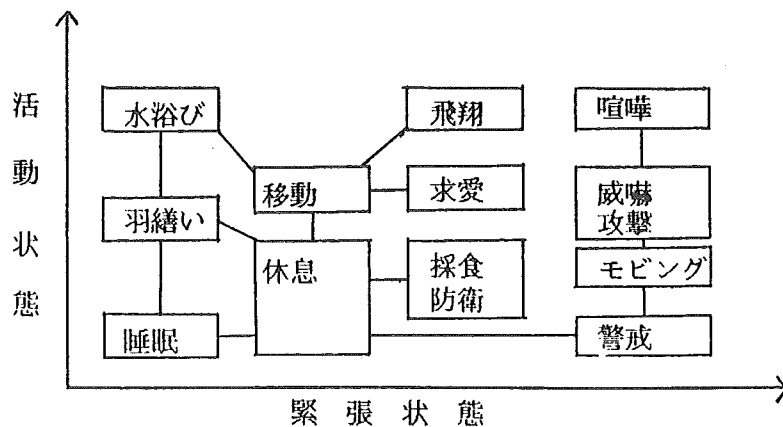 活動状態
水浴び
飛翔
喧嘩
移動
求愛
威嚇
攻撃
羽繕い
休息
採食
防衛
モビング
睡眠
警戒
緊張状態